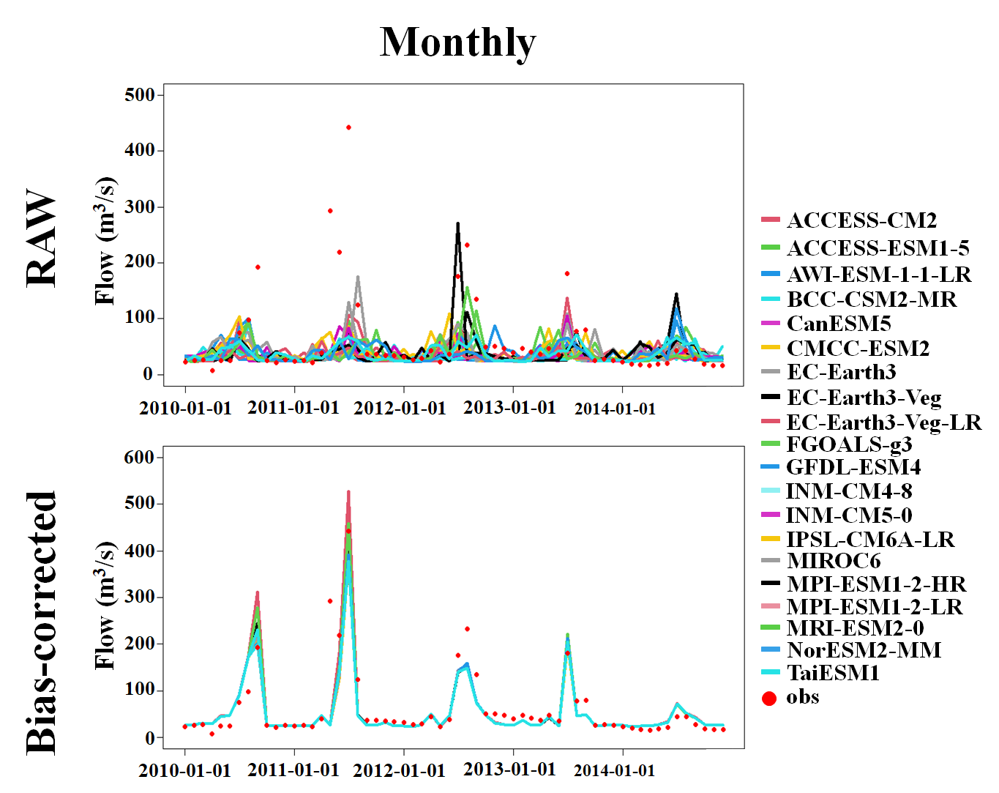 Monthly
RAW
Flow (m³/s)
500
400
300
200
100
0
2010-01-01 2011-01-01 2012-01-01 2013-01-01 2014-01-01
Bias-corrected
Flow (m³/s)
600
500
400
300
200
100
0
2010-01-01 2011-01-01 2012-01-01 2013-01-01 2014-01-01
ACCESS-CM2
ACCESS-ESM1-5
AWI-ESM-1-1-LR
BCC-CSM2-MR
CanESM5
CMCC-ESM2
EC-Earth3
EC-Earth3-Veg
EC-Earth3-Veg-LR
FGOALS-g3
GFDL-ESM4
INM-CM4-8
INM-CM5-0
IPSL-CM6A-LR
MIROC6
MPI-ESM1-2-HR
MPI-ESM1-2-LR
MRI-ESM2-0
NorESM2-MM
TaiESM1
obs